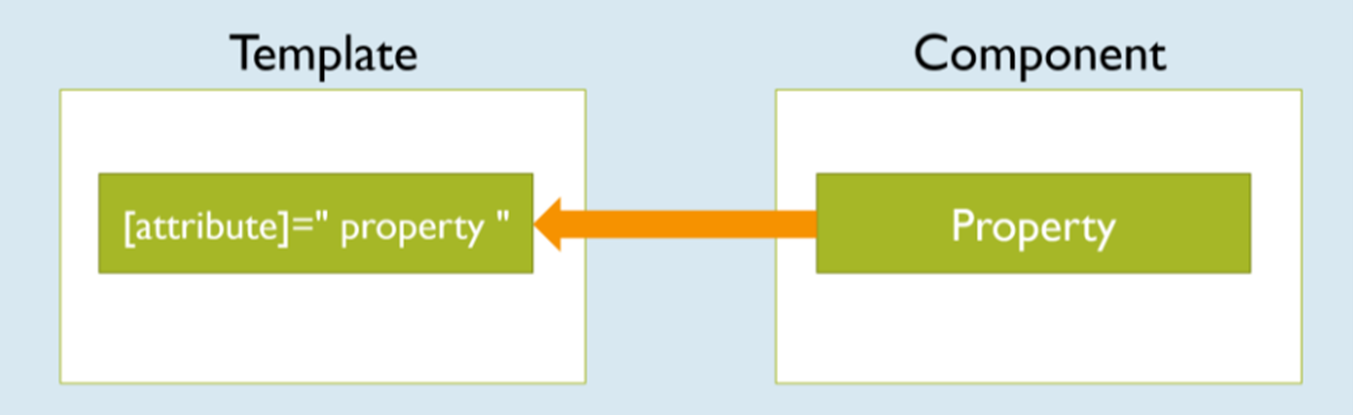 Template
Component
[attribute]=" property "
Property